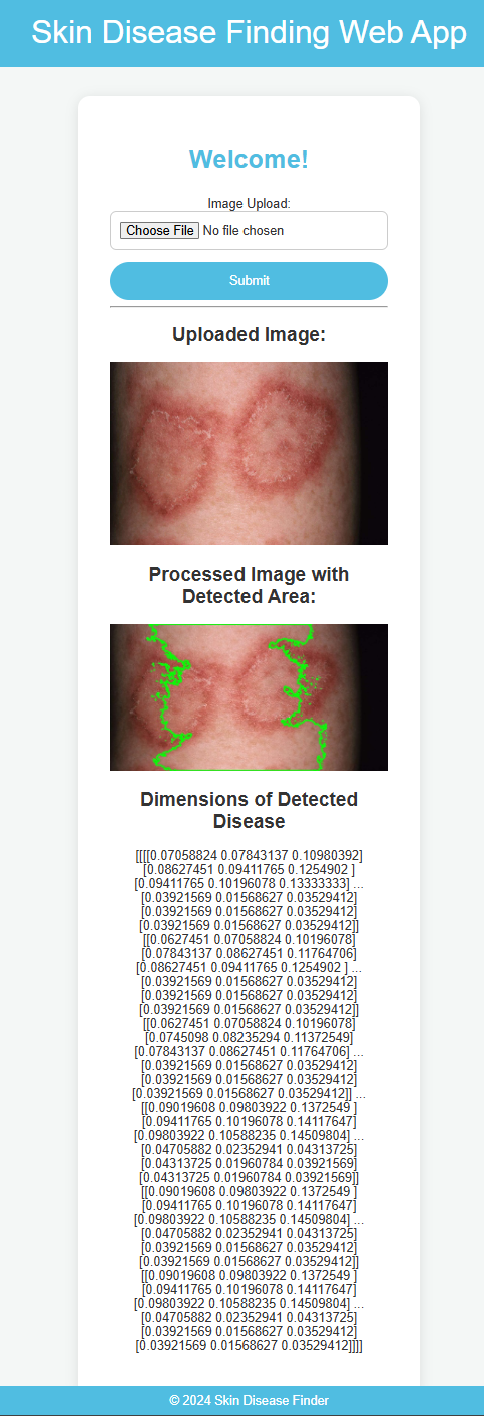 Skin Disease Finding Web App
Welcome!
Image Upload:
Choose File No file chosen
Submit
Uploaded Image:
Processed Image with
Detected Area:
Dimensions of Detected
Disease
[[[[0.07058824 0.07843137 0.10980392]
[0.08627451 0.09411765 0.1254902 ]
[0.09411765 0.10196078 0.13333333] ...
[0.03921569 0.01568627 0.03529412]
[0.03921569 0.01568627 0.03529412]
[0.03921569 0.01568627 0.03529412]]
[[0.0627451 0.07058824 0.10196078]
[0.07843137 0.08627451 0.11764706]
[0.08627451 0.09411765 0.1254902 ] ...
[0.03921569 0.01568627 0.03529412]
[0.03921569 0.01568627 0.03529412]
[0.03921569 0.01568627 0.03529412]]
[[0.0627451 0.07058824 0.10196078]
[0.0745098 0.08235294 0.11372549]
[0.07843137 0.08627451 0.11764706] ...
[0.03921569 0.01568627 0.03529412]
[0.03921569 0.01568627 0.03529412]
[0.03921569 0.01568627 0.03529412]] ...
[[0.09019608 0.09803922 0.1372549 ]
[0.09411765 0.10196078 0.14117647]
[0.09803922 0.10588235 0.14509804] ...
[0.04705882 0.02352941 0.04313725]
[0.04313725 0.01960784 0.03921569]
[0.04313725 0.01960784 0.03921569]]
[[0.09019608 0.09803922 0.1372549 ]
[0.09411765 0.10196078 0.14117647]
[0.09803922 0.10588235 0.14509804] ...
[0.04705882 0.02352941 0.04313725]
[0.03921569 0.01568627 0.03529412]
[0.03921569 0.01568627 0.03529412]]
[[0.09019608 0.09803922 0.1372549 ]
[0.09411765 0.10196078 0.14117647]
[0.09803922 0.10588235 0.14509804] ...
[0.04705882 0.02352941 0.04313725]
[0.03921569 0.01568627 0.03529412]
[0.03921569 0.01568627 0.03529412]]]]
© 2024 Skin Disease Finder